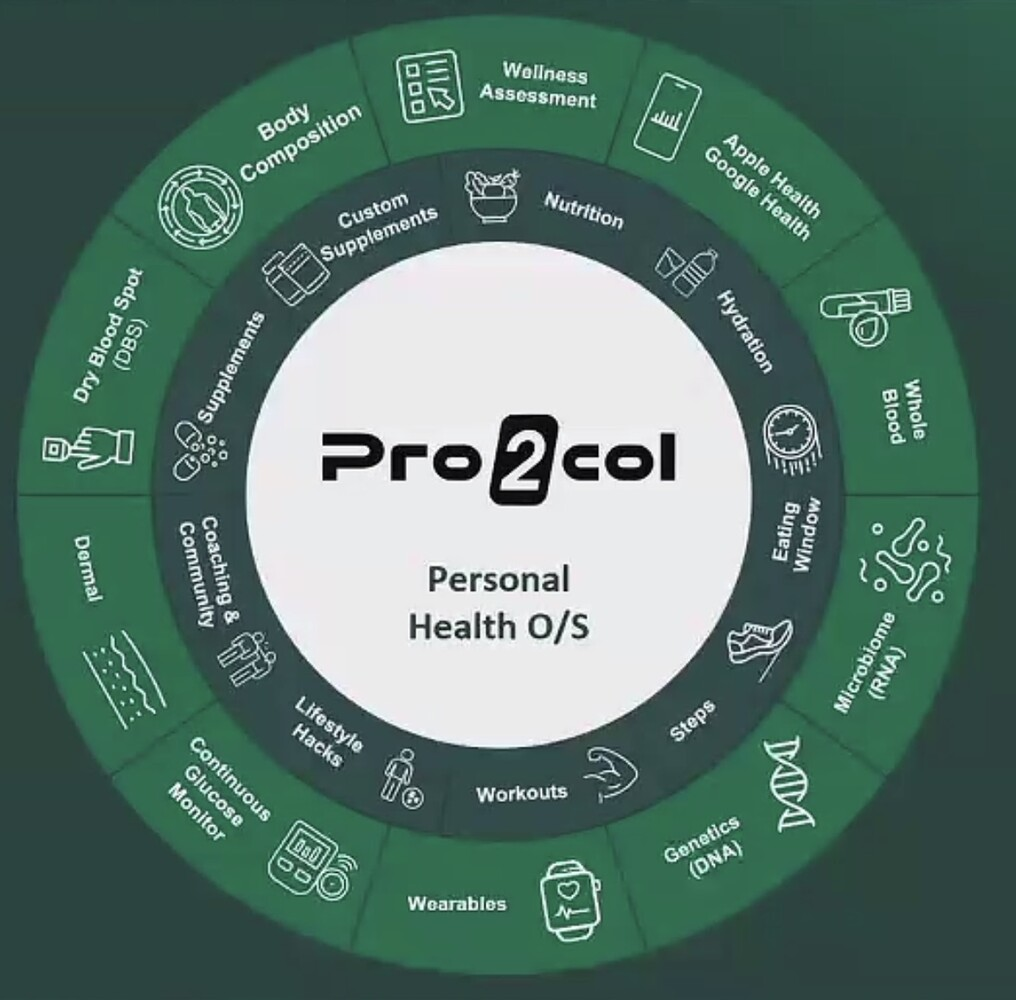 Wellness
Assessment
Apple Health
Google Health
Whole
Blood
Microbiome
(RNA)
Genetics
(DNA)
Wearables
Continuous
Glucose
Monitor
Dermal
Dry Blood Spot
(DBS)
Body
Composition
Nutrition
Hydration
Eating
Window
Steps
Workouts
Lifestyle
Hacks
Coaching &
Community
Supplements
Custom
Supplements
Pro2col
Personal
Health O/S